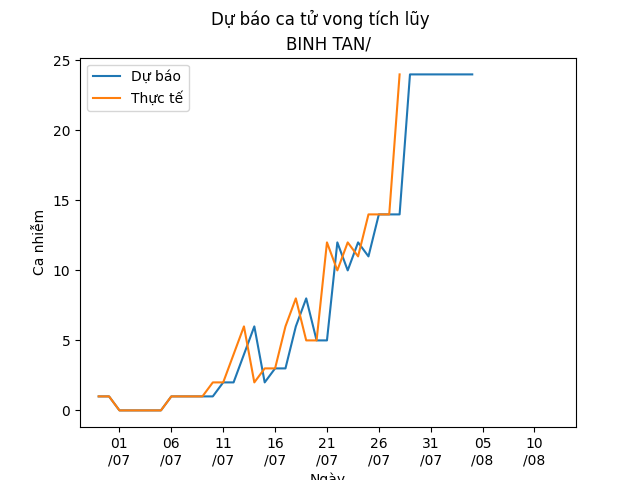 Dự báo ca tử vong tích lũy
BINH TAN/
Dự báo
Thực tế
Ca nhiễm
25
20
15
10
5
0
01 06 11 16 21 26 31 05 10
/07 /07 /07 /07 /07 /07 /07 /08 /08
Ngày